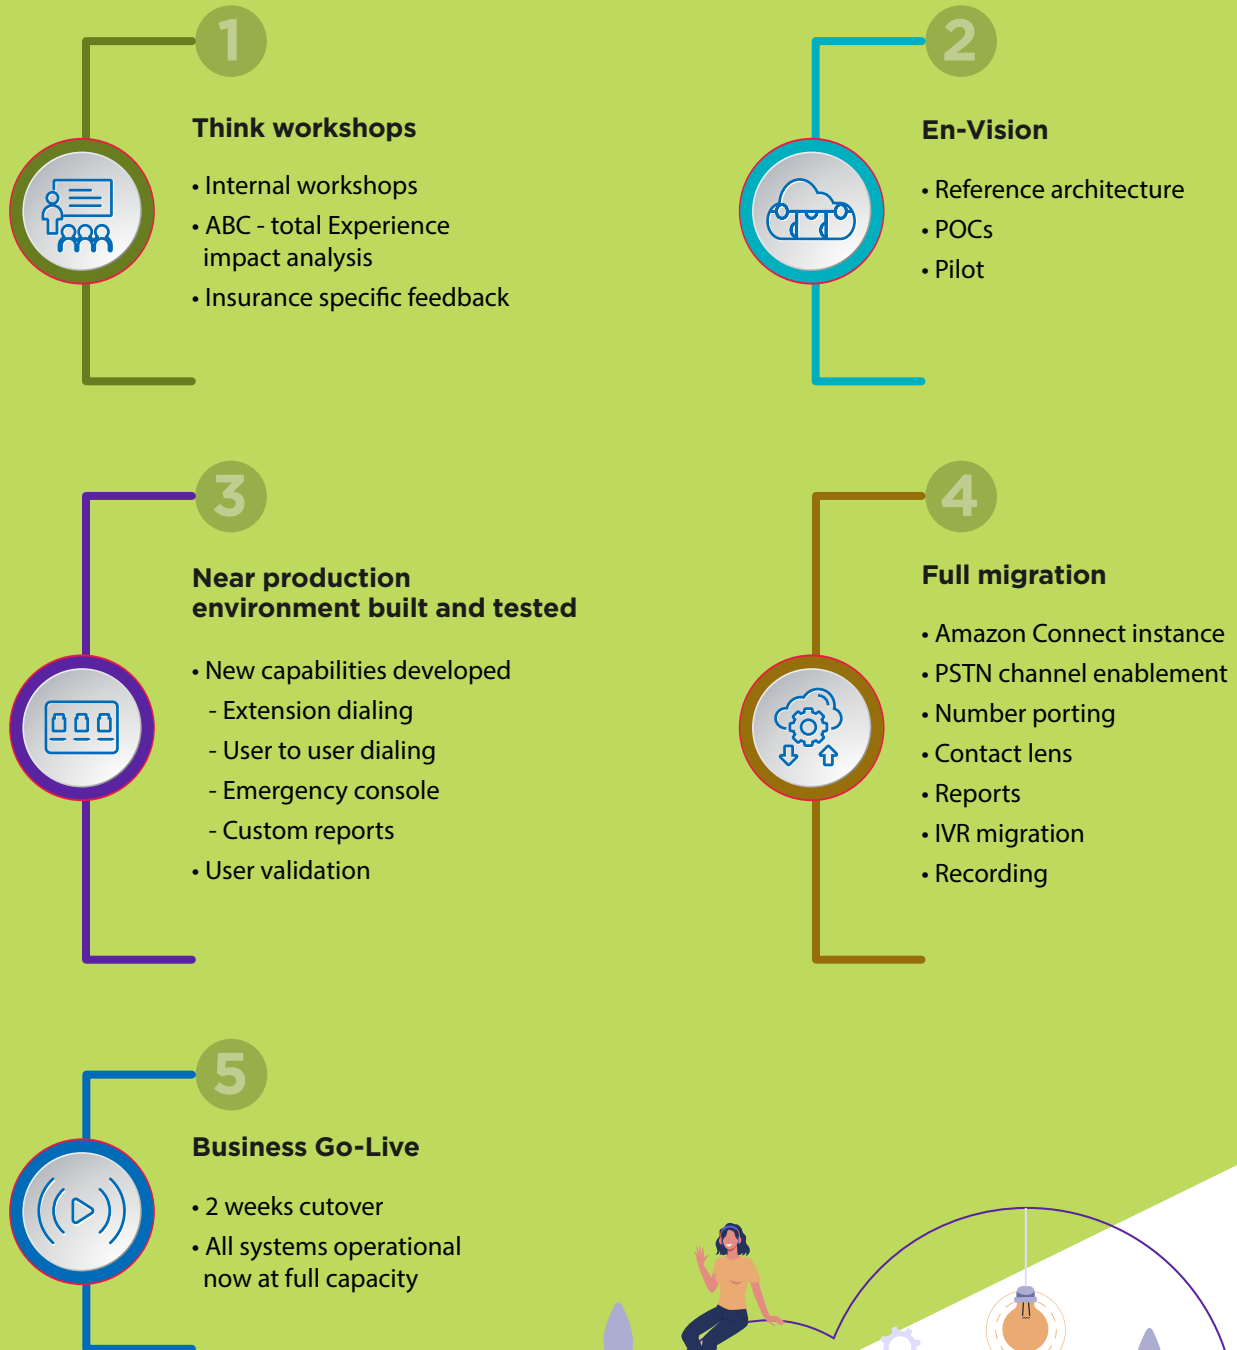 1
Think workshops
• Internal workshops
• ABC - total Experience
impact analysis
• Insurance specific feedback
2
En-Vision
• Reference architecture
• POCs
• Pilot
3
Near production
environment built and tested
• New capabilities developed
- Extension dialing
- User to user dialing
- Emergency console
- Custom reports
• User validation
4
Full migration
• Amazon Connect instance
• PSTN channel enablement
• Number porting
• Contact lens
• Reports
• IVR migration
• Recording
5
Business Go-Live
• 2 weeks cutover
• All systems operational
now at full capacity